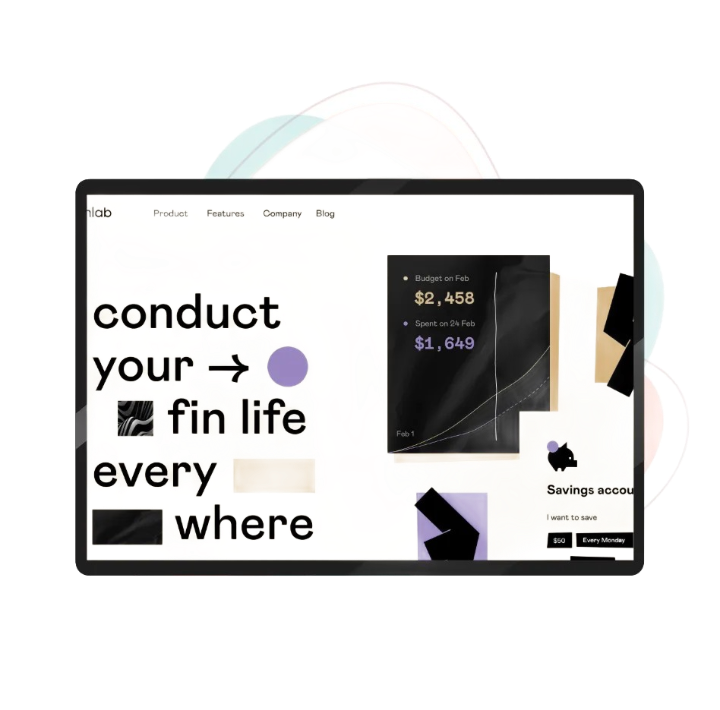 nlab
Product Features Company Blog
Budget on Feb
$2,458
Spent on 24 Feb
$1,649
Feb 1
conduct
your →
fin life
every
where
Savings accou
I want to save
$50 Every Monday